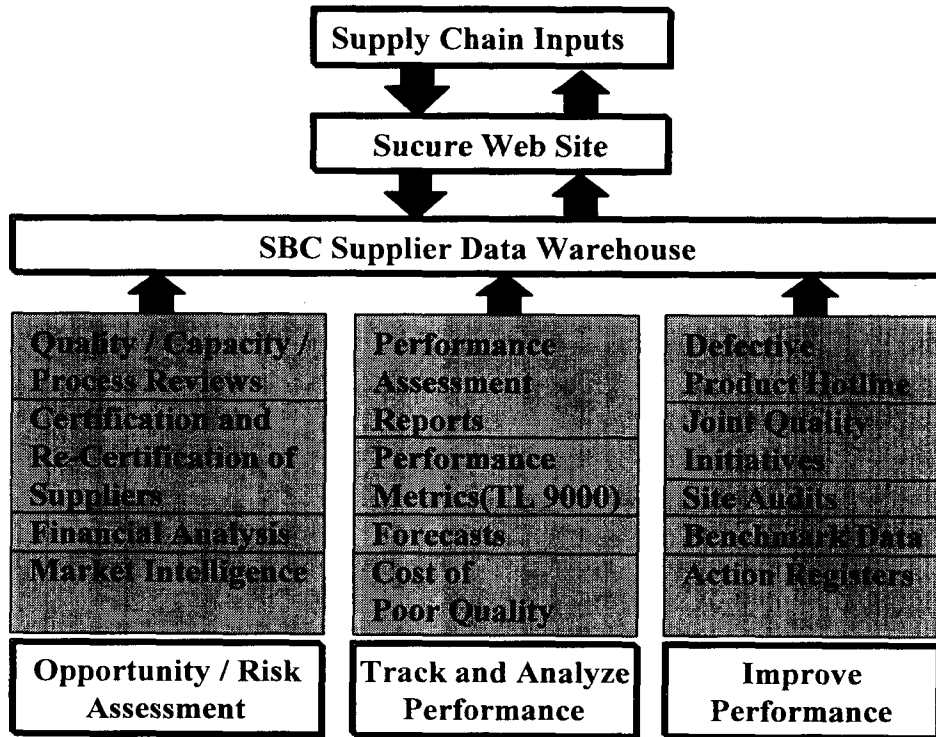 Supply Chain Inputs
Sucure Web Site
SBC Supplier Data Warehouse
Quality / Capacity /
Process Reviews
Certification and
Re-Certification of
Suppliers
Financial Analysis
Market Intelligence
Opportunity / Risk
Assessment
Performance
Assessment
Reports
Performance
Metrics(TL 9000)
Forecasts
Cost of
Poor Quality
Track and Analyze
Performance
Defective
Product Hotline
Joint Quality
Initiatives
Site Audits
Benchmark Data
Action Registers
Improve
Performance